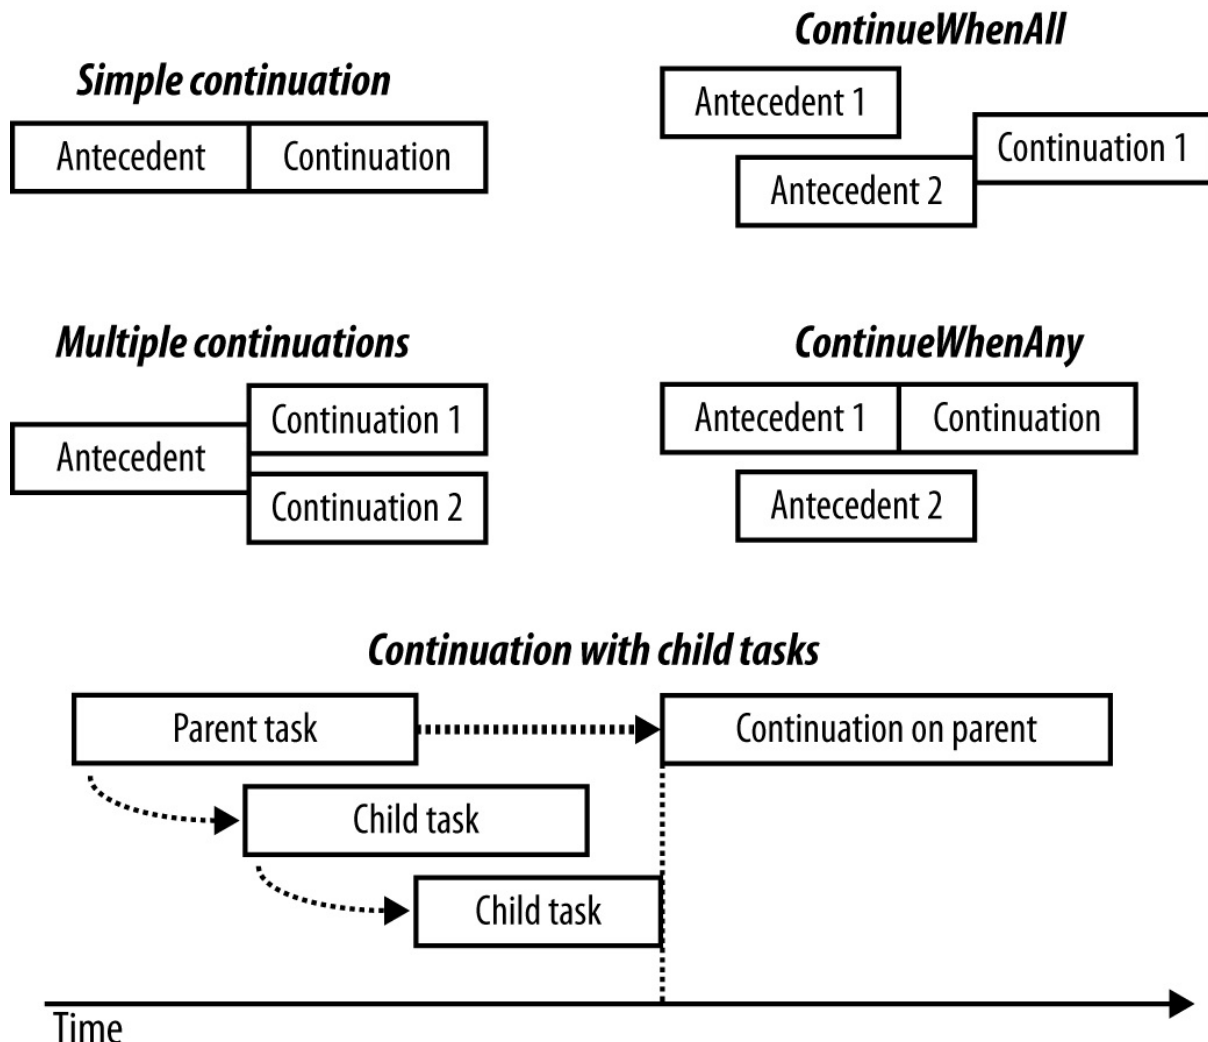 Simple continuation
Antecedent
Continuation
ContinueWhenAll
Antecedent 1
Continuation 1
Antecedent 2
Multiple continuations
Continuation 1
Antecedent
Continuation 2
ContinueWhenAny
Antecedent 1
Continuation
Antecedent 2
Continuation with child tasks
Parent task
Continuation on parent
Child task
Child task
Time